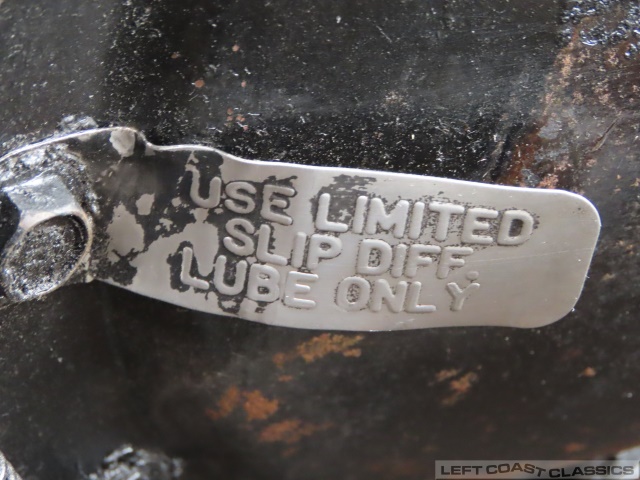 USE LIMITED
SLIP DIFF.
LUBE ONLY
LEFT COAST CLASSICS